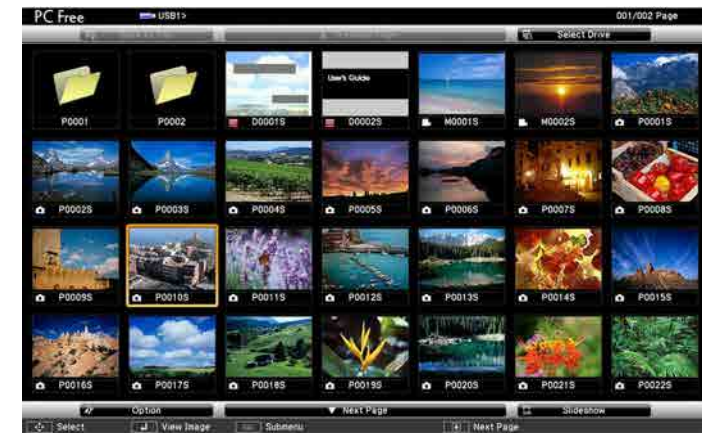 PC Free USB1> 001/002 Page
Select Drive
User's Guide
P0001 P0002 D0001S D0002S M0001S M0002S P0001S
P0002S P0003S P0004S P0005S P0006S P0007S P0008S
P0009S P0010S P0011S P0012S P0013S P0014S P0015S
P0016S P0017S P0018S P0019S P0020S P0021S P0022S
Option ▼ Next Page Slideshow
Select View Image Submenu Next Page